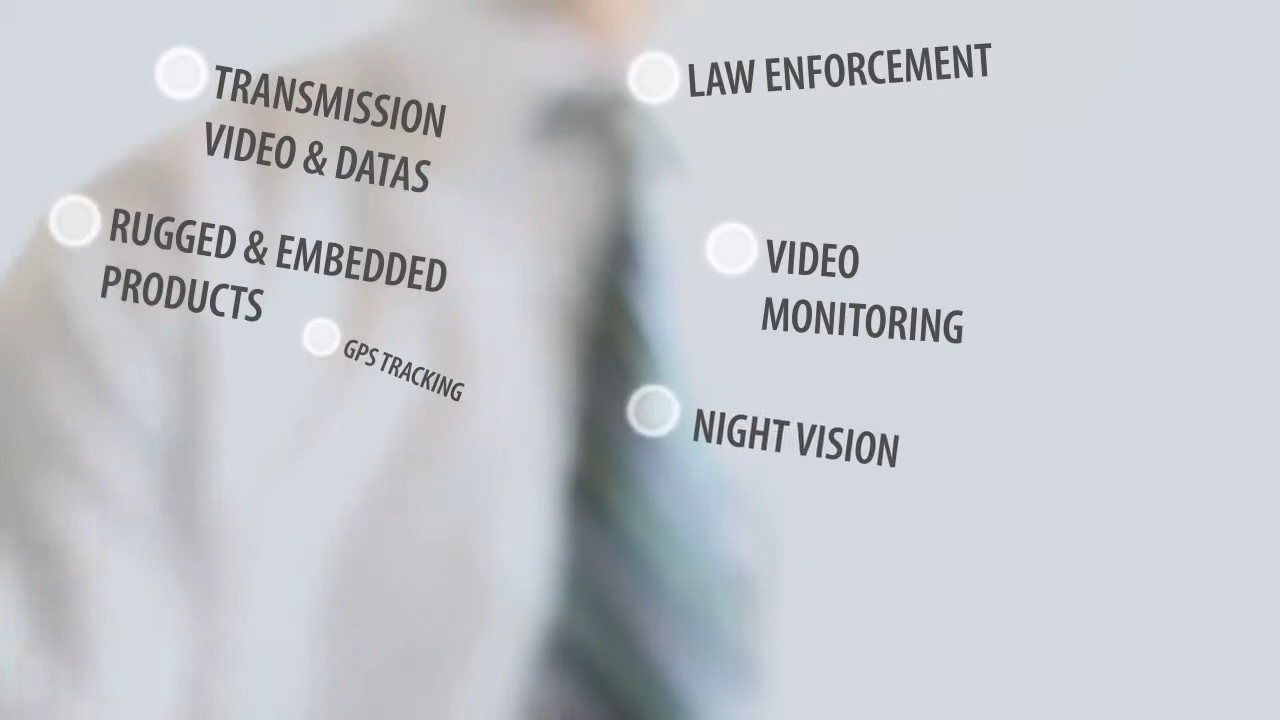 TRANSMISSION
VIDEO & DATAS
RUGGED & EMBEDDED
PRODUCTS
GPS TRACKING
LAW ENFORCEMENT
VIDEO
MONITORING
NIGHT VISION